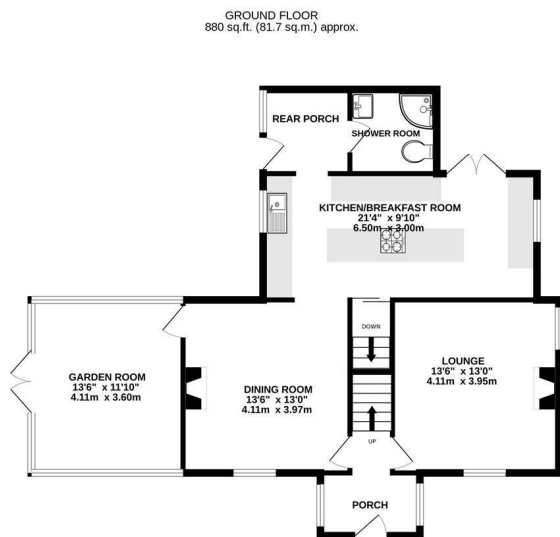 GROUND FLOOR
880 sq.ft. (81.7 sq.m.) approx.
REAR PORCH
SHOWER ROOM
KITCHEN/BREAKFAST ROOM
21'4" x 9'10"
6.50m x 3.00m
DOWN
GARDEN ROOM
13'6" x 11'10"
4.11m x 3.60m
DINING ROOM
13'6" x 13'0"
4.11m x 3.97m
LOUNGE
13'6" x 13'0"
4.11m x 3.95m
UP
PORCH